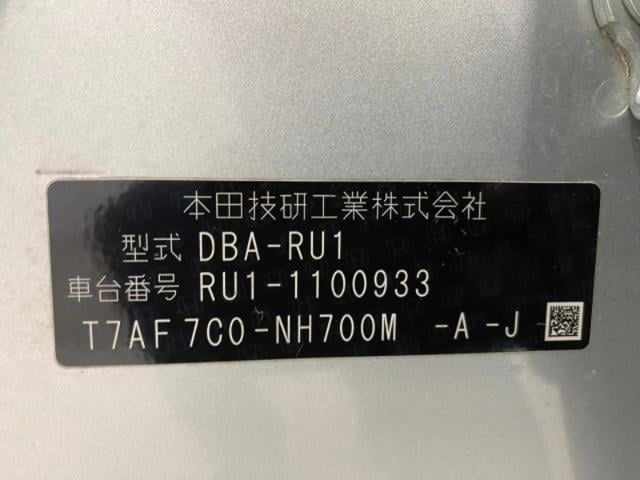 本田技研工業株式会社
型式 DBA-RU1
車台番号 RU1-1100933
T7AF7C0-NH700M -A-J